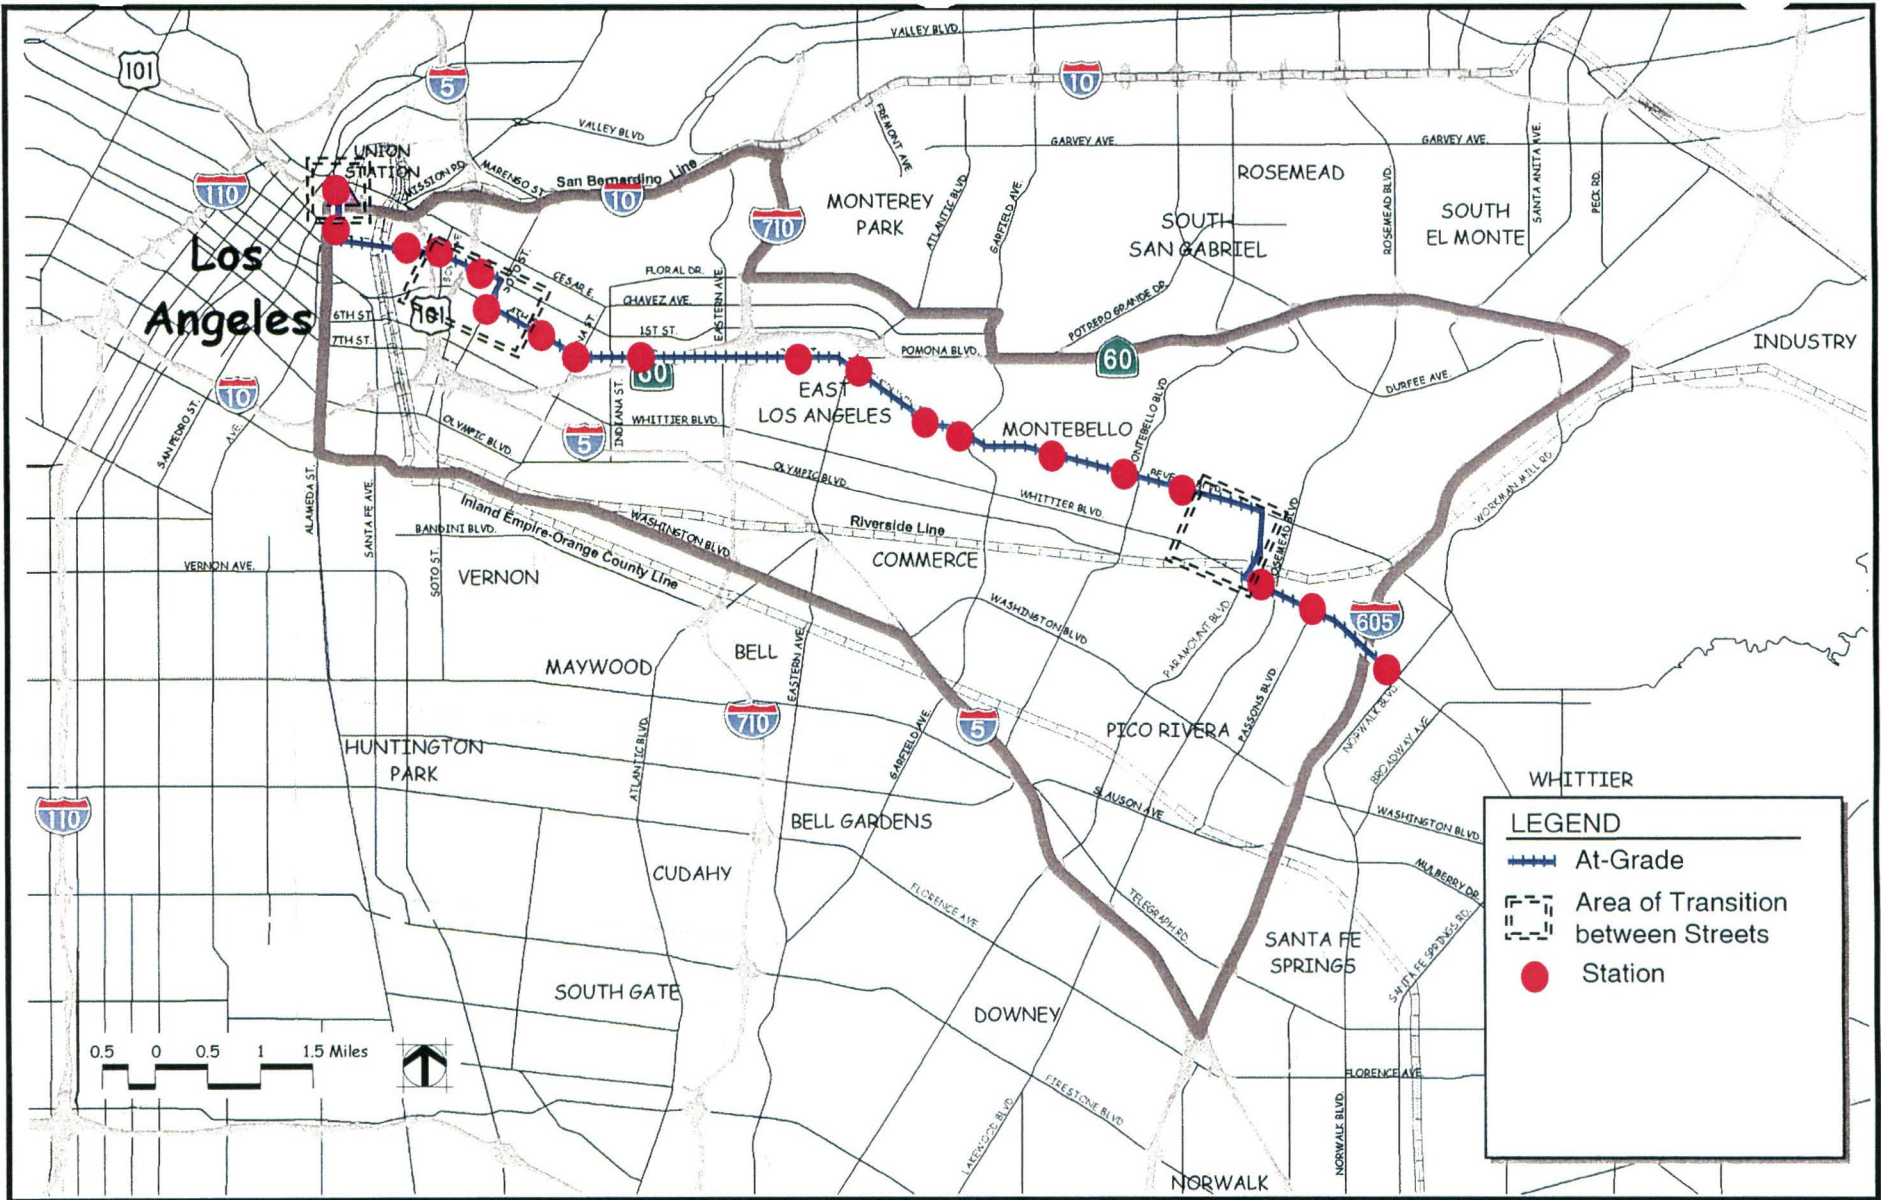 VALLEY BLVD.
101
5
10
VALLEY BLVD
FREMONT AVE
GARVEY AVE.
GARVEY AVE.
SANTA ANITA AVE.
UNION
STATION
MISSION RD.
MARENGO ST.
San Bernardino Line
10
110
ROSEMEAD
MONTEREY
PARK
ATLANTIC BLVD.
GARFIELD AVE.
ROSEMEAD BLVD.
PECK RD.
SOUTH
SAN GABRIEL
SOUTH
EL MONTE
710
Los
Angeles
SOTO ST.
CESAR E.
FLORAL DR.
CHAVEZ AVE.
EASTERN AVE.
POTREPO GRANDE DR.
101
6TH ST
7TH ST.
1ST ST.
POMONA BLVD.
60
60
INDUSTRY
DURFEE AVE.
10
SAN PEDRO ST.
AVE.
EAST
LOS ANGELES
INDIANA ST.
WHITTIER BLVD.
OLYMPIC BLVD
5
MONTEBELLO
OLYMPIC BLVD.
WHITTIER BLVD.
WORKMAN MILL RD
ALAMEDA ST.
SANTA FE AVE.
Inland Empire-Orange County Line
BANDINI BLVD.
WASHINGTON BLVD
Riverside Line
COMMERCE
VERNON AVE.
SOTO ST.
VERNON
WASHINGTON BLVD
PARAMOUNT BLVD.
605
MAYWOOD
BELL
EASTERN AVE.
PASSONS BLVD
NORWALK BLVD
BROADWAY AVE.
710
5
PICO RIVERA
HUNTINGTON
PARK
ATLANTIC BLVD.
GARFIELD AVE.
WHITTIER
110
SLAUSON AVE
WASHINGTON BLVD.
BELL GARDENS
CUDAHY
MULBERRY DR.
FLORENCE AVE
TELEGRAPH RD.
SANTA FE SPRINGS RD.
SANTA FE
SPRINGS
SOUTH GATE
DOWNEY
FLORENCE AVE.
FIRESTONE BLVD.
LAKEWOOD BLVD.
NORWALK BLVD.
NORWALK
0.5 0 0.5 1 1.5 Miles
LEGEND
At-Grade
Area of Transition
between Streets
Station